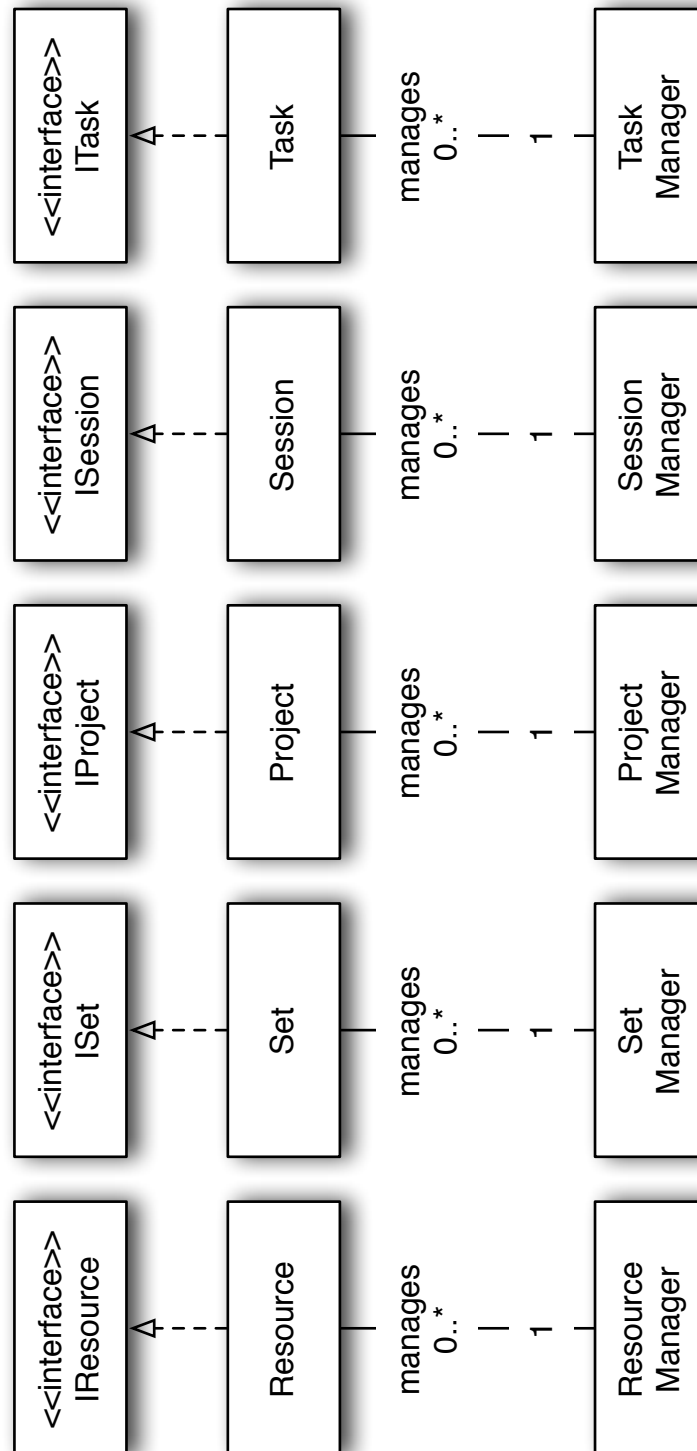 <<interface>>
IResource
<<interface>>
ISet
<<interface>>
IProject
<<interface>>
ISession
<<interface>>
ITask
Resource
Set
Project
Session
Task
manages
0..*
manages
0..*
manages
0..*
manages
0..*
manages
0..*
1
1
1
1
1
Resource
Manager
Set
Manager
Project
Manager
Session
Manager
Task
Manager